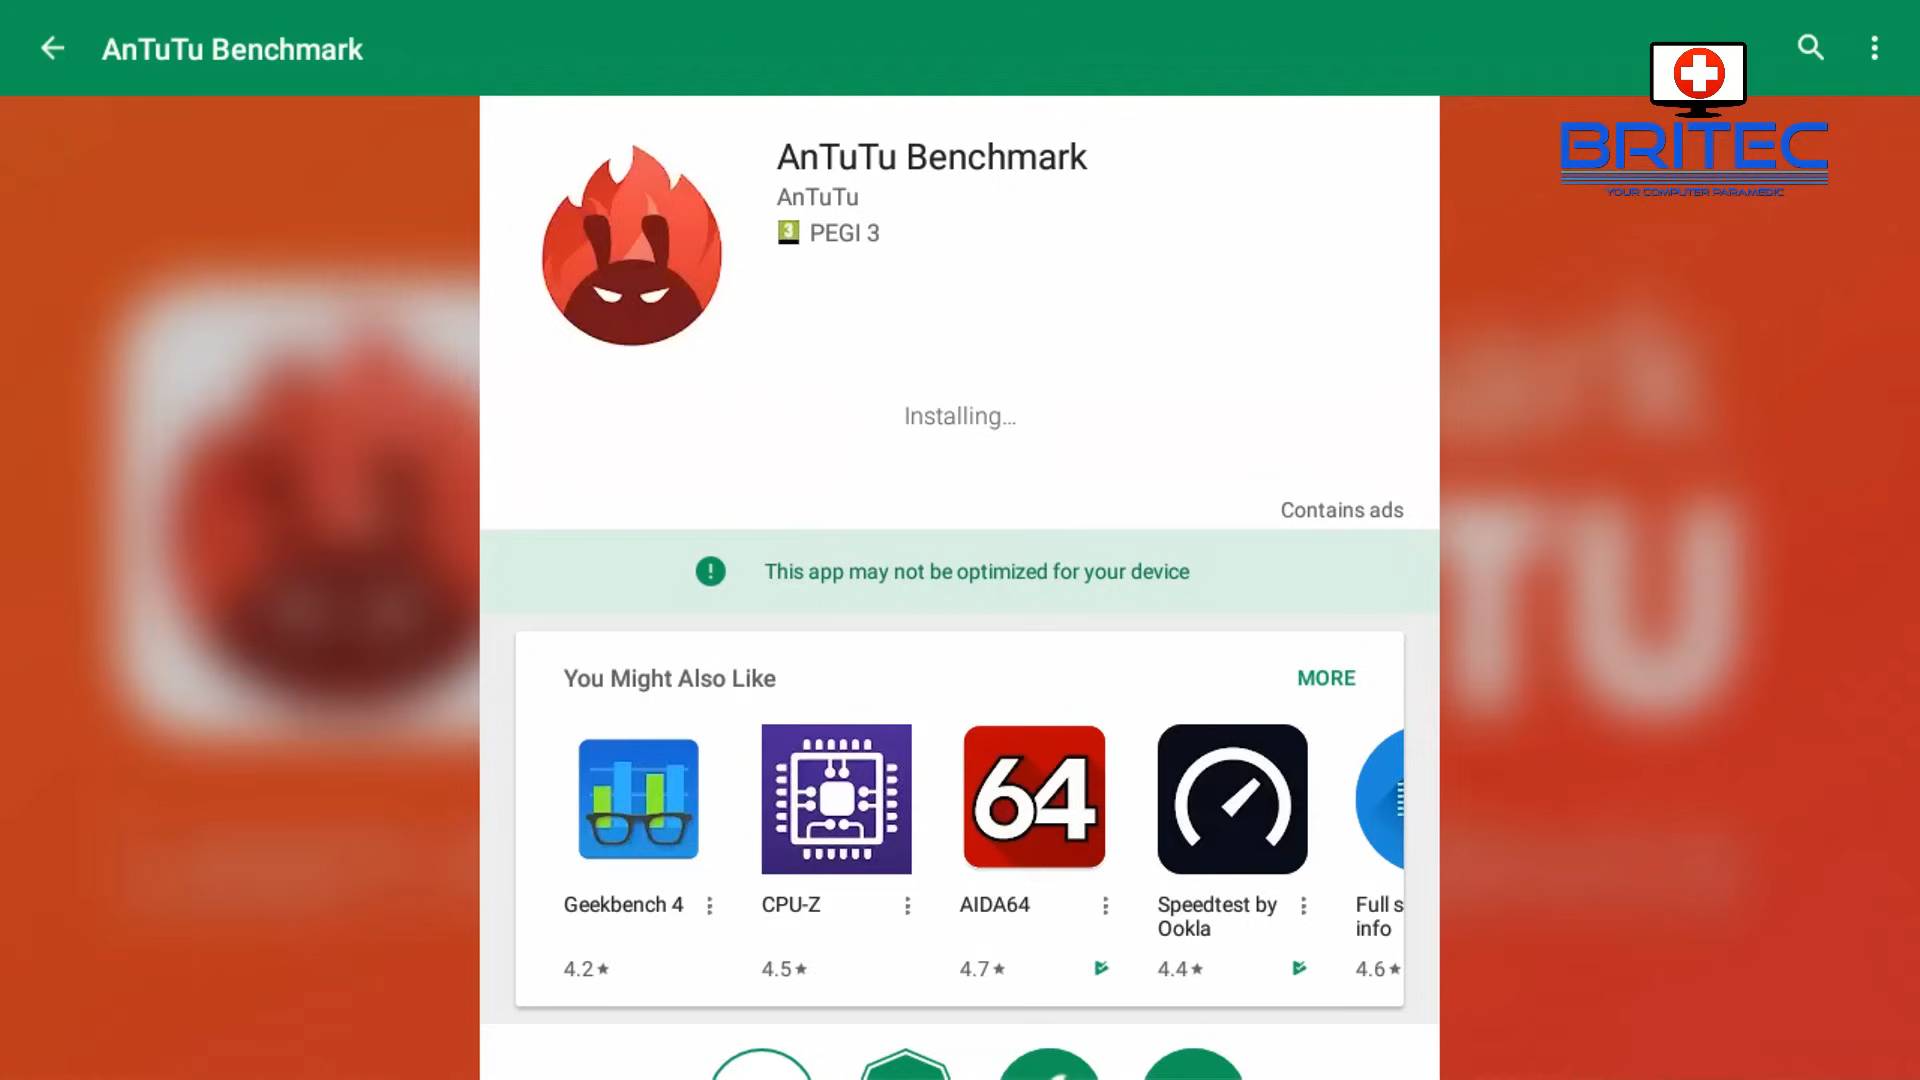 AnTuTu Benchmark
BRITEC
YOUR COMPUTER PARAMEDIC
AnTuTu Benchmark
AnTuTu
3 PEGI 3
Installing...
Contains ads
! This app may not be optimized for your device
You Might Also Like MORE
64
Geekbench 4 CPU-Z AIDA64 Speedtest by Full s
Ookla info
4.2★ 4.5★ 4.7★ 4.4★ 4.6★
TU